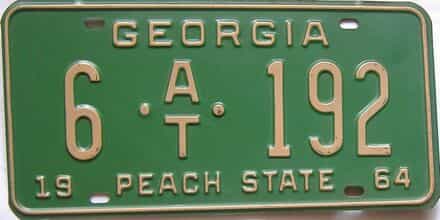 GEORGIA
6 · A/T · 192
19 PEACH STATE 64